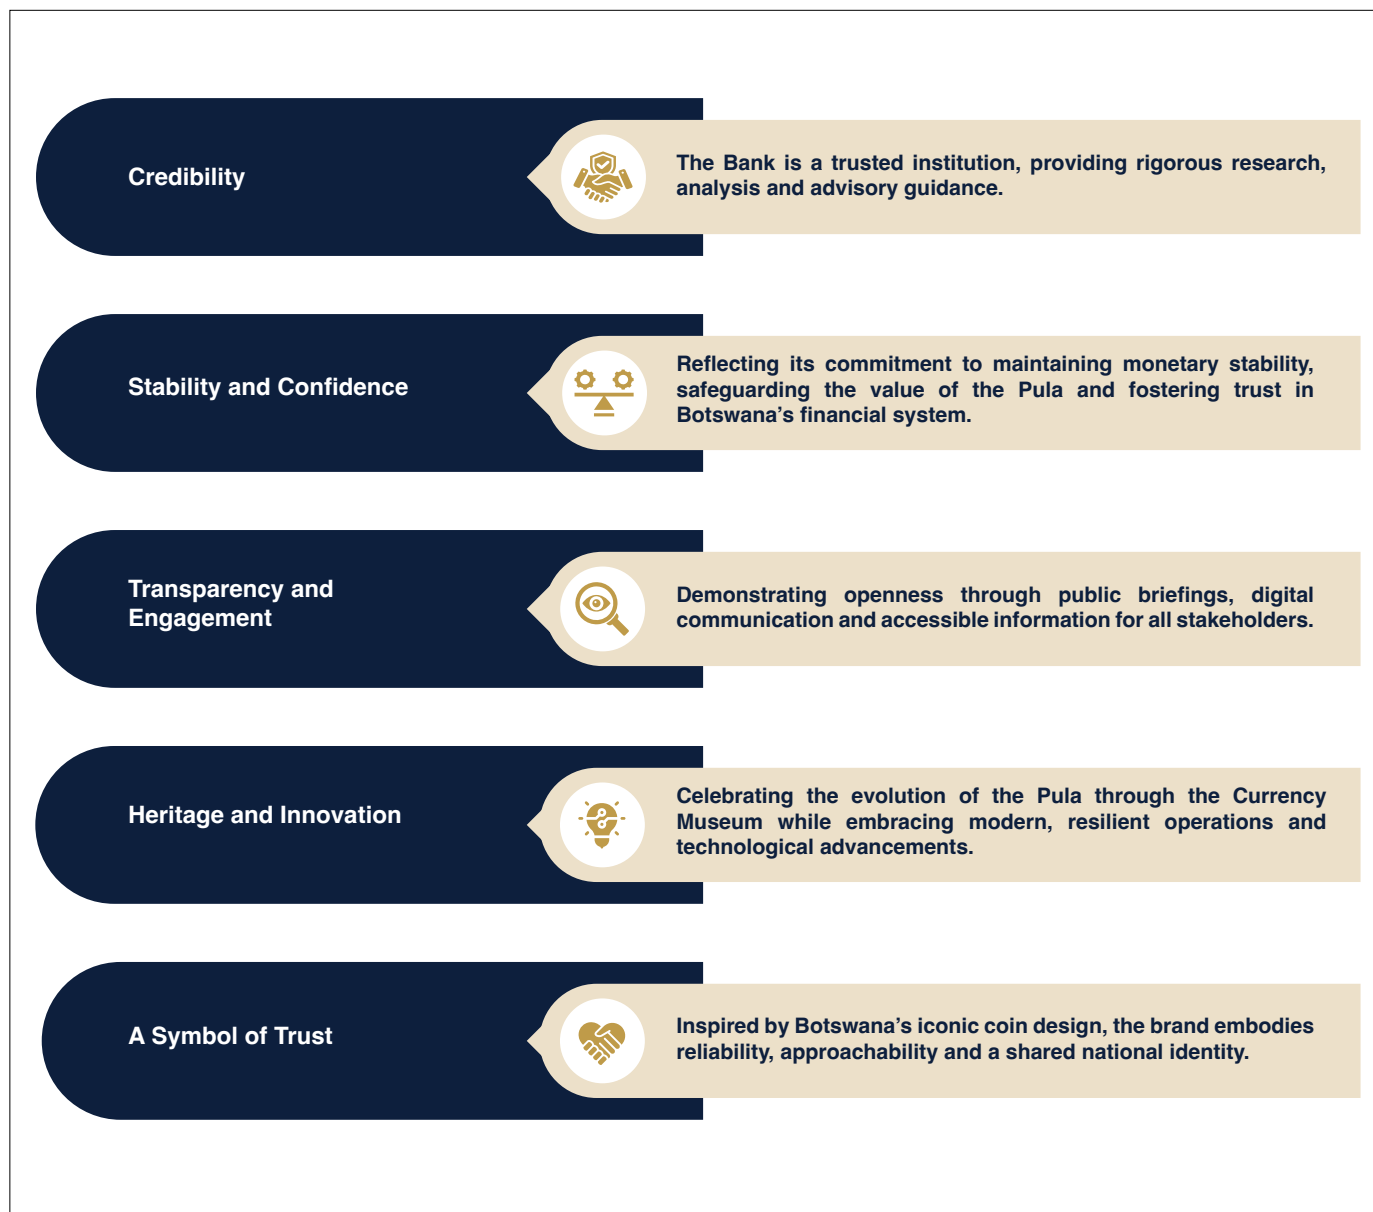 Credibility
The Bank is a trusted institution, providing rigorous research,
analysis and advisory guidance.
Stability and Confidence
Reflecting its commitment to maintaining monetary stability,
safeguarding the value of the Pula and fostering trust in
Botswana’s financial system.
Transparency and
Engagement
Demonstrating openness through public briefings, digital
communication and accessible information for all stakeholders.
Heritage and Innovation
Celebrating the evolution of the Pula through the Currency
Museum while embracing modern, resilient operations and
technological advancements.
A Symbol of Trust
Inspired by Botswana’s iconic coin design, the brand embodies
reliability, approachability and a shared national identity.